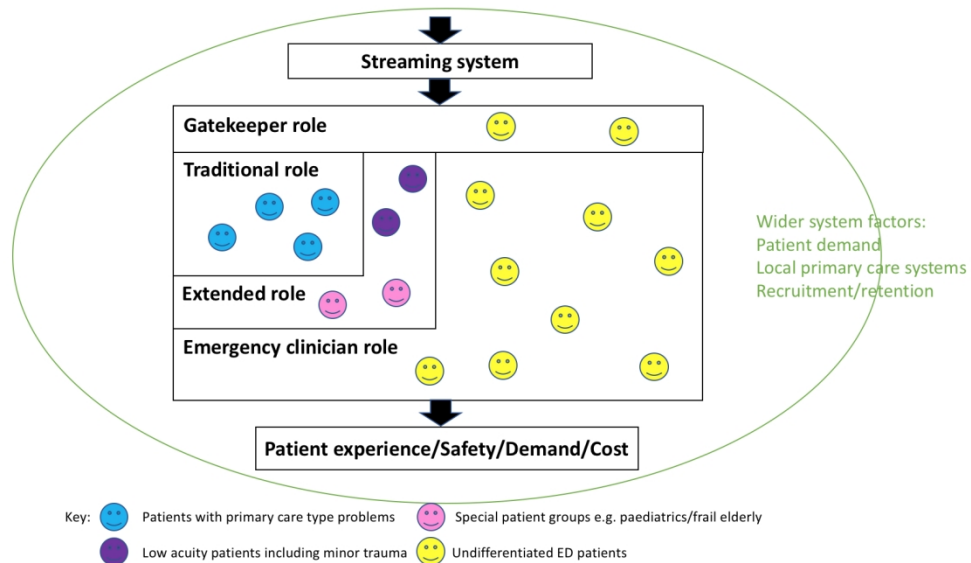 Streaming system
Gatekeeper role
Traditional role
Extended role
Emergency clinician role
Wider system factors:
Patient demand
Local primary care systems
Recruitment/retention
Patient experience/Safety/Demand/Cost
Key:
Patients with primary care type problems
Special patient groups e.g. paediatrics/frail elderly
Low acuity patients including minor trauma
Undifferentiated ED patients